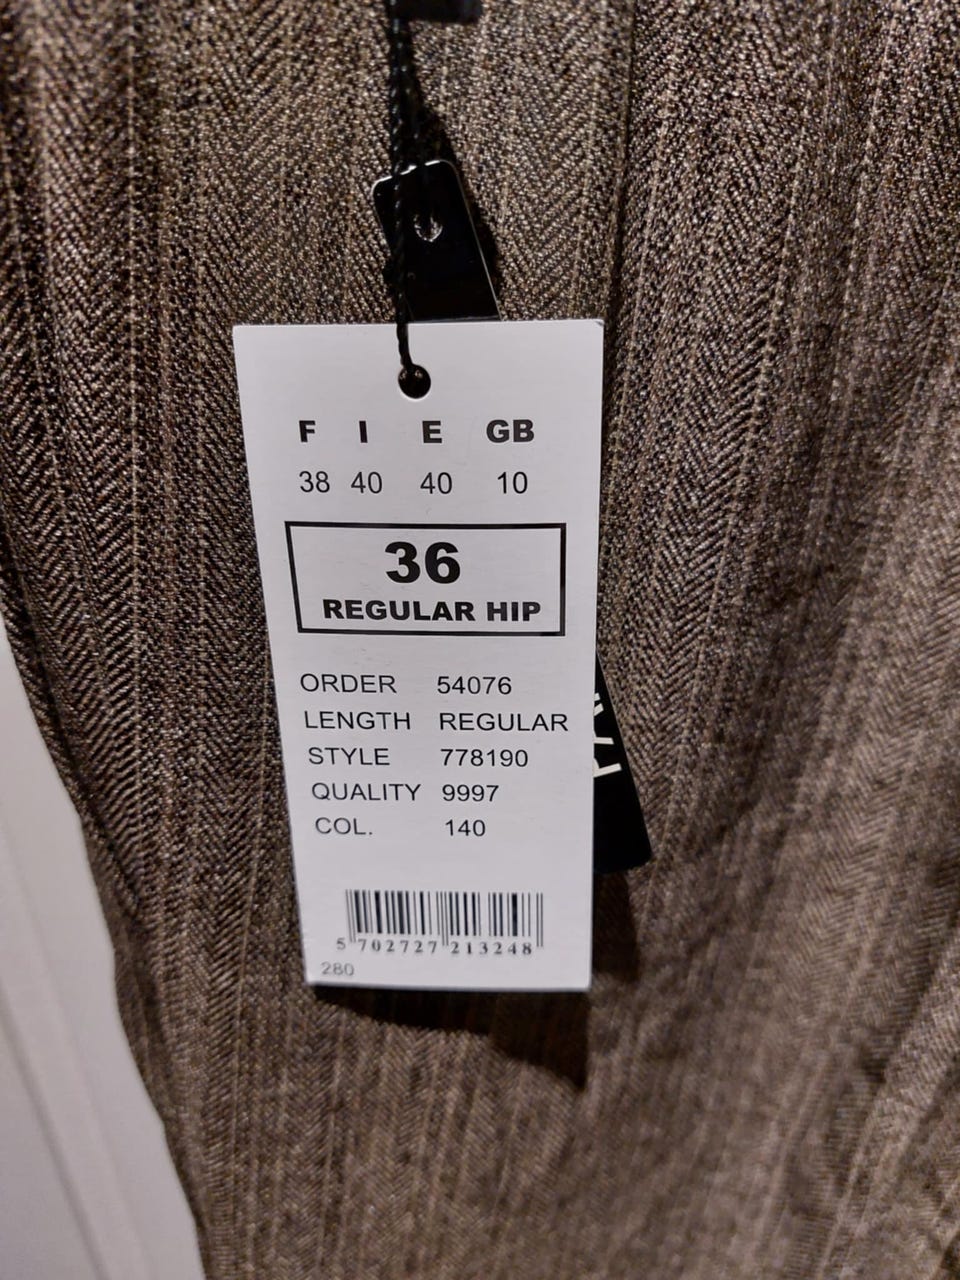 F I E GB
38 40 40 10
36
REGULAR HIP
ORDER 54076
LENGTH REGULAR
STYLE 778190
QUALITY 9997
COL. 140
5 702727 213248
280